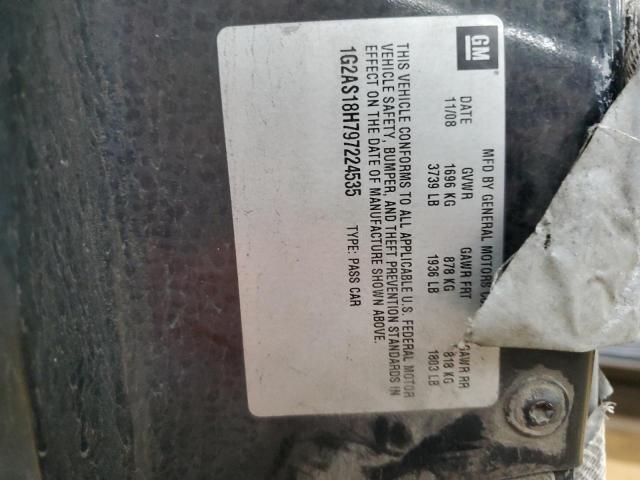 GM
MFD BY GENERAL MOTORS CO
DATE GVWR GAWR FRT GAWR RR
11/08 1696 KG 878 KG 818 KG
3739 LB 1936 LB 1803 LB
THIS VEHICLE CONFORMS TO ALL APPLICABLE U.S. FEDERAL MOTOR
VEHICLE SAFETY, BUMPER, AND THEFT PREVENTION STANDARDS IN
EFFECT ON THE DATE OF MANUFACTURE SHOWN ABOVE.
1G2AS18H797224535 TYPE: PASS CAR